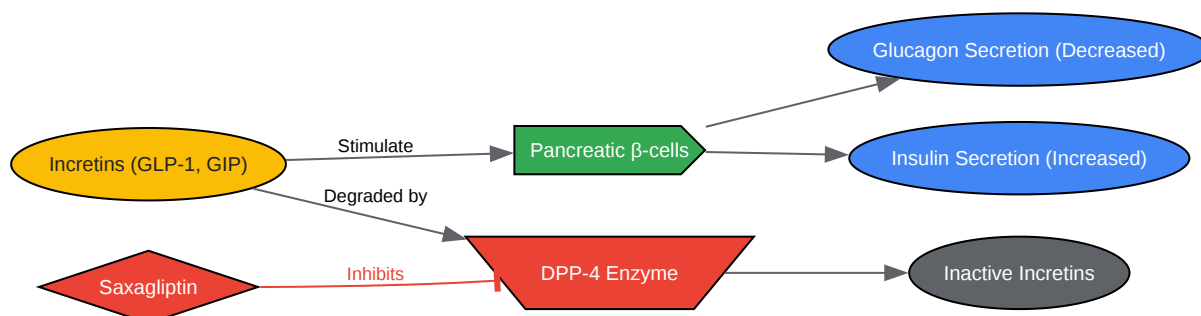 Glucagon Secretion (Decreased)
Incretins (GLP-1, GIP)
Stimulate
Pancreatic β-cells
Insulin Secretion (Increased)
Degraded by
Saxagliptin
Inhibits
DPP-4 Enzyme
Inactive Incretins